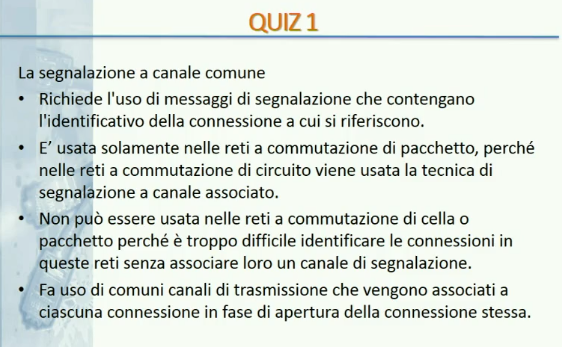 QUIZ 1
La segnalazione a canale comune
• Richiede l'uso di messaggi di segnalazione che contengano
l'identificativo della connessione a cui si riferiscono.
• E’ usata solamente nelle reti a commutazione di pacchetto, perché
nelle reti a commutazione di circuito viene usata la tecnica di
segnalazione a canale associato.
• Non può essere usata nelle reti a commutazione di cella o
pacchetto perché è troppo difficile identificare le connessioni in
queste reti senza associare loro un canale di segnalazione.
• Fa uso di comuni canali di trasmissione che vengono associati a
ciascuna connessione in fase di apertura della connessione stessa.